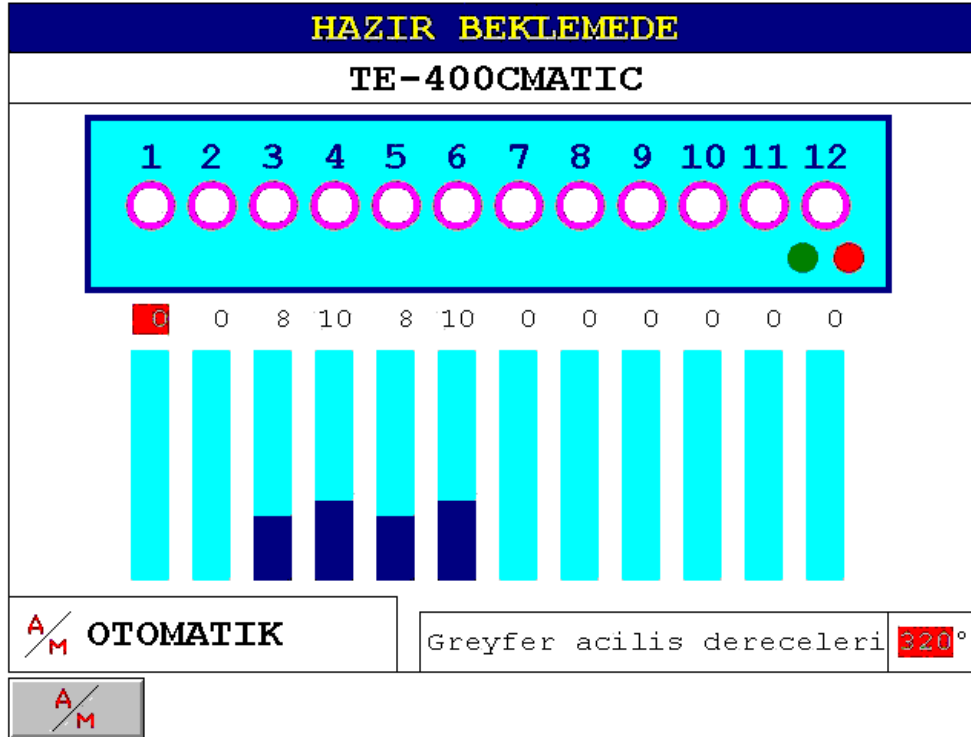 HAZIR BEKLEMEDE
TE-400CMATIC
1 2 3 4 5 6 7 8 9 10 11 12
0 0 8 10 8 10 0 0 0 0 0 0
A/M OTOMATIK
Greyfer acilis dereceleri 320°
A/M